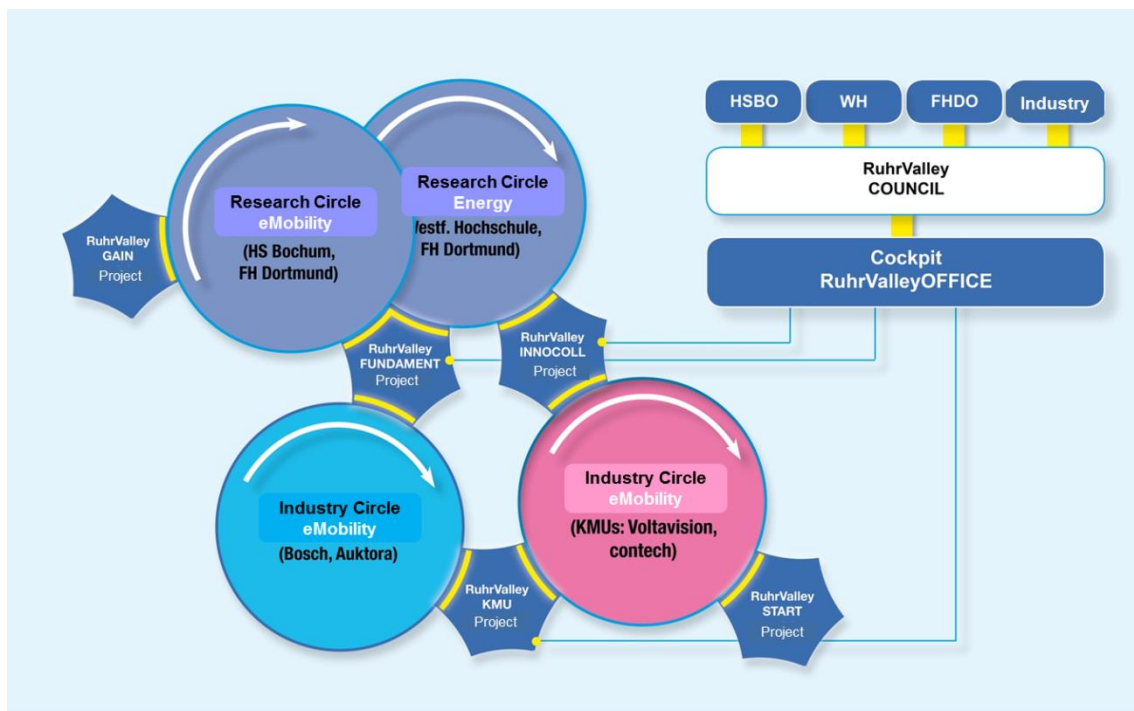 HSBO
WH
FHDO
Industry
RuhrValley
COUNCIL
Cockpit
RuhrValleyOFFICE
Research Circle
Energy
FH Dortmund)
Research Circle
eMobility
(HS Bochum,
FH Dortmund)
RuhrValley
GAIN
Project
RuhrValley
FUNDAMENT
Project
RuhrValley
INNOCOLL
Project
Industry Circle
eMobility
(Bosch, Auktora)
Industry Circle
eMobility
(KMUs: Voltavision,
contech)
RuhrValley
KMU
Project
RuhrValley
START
Project